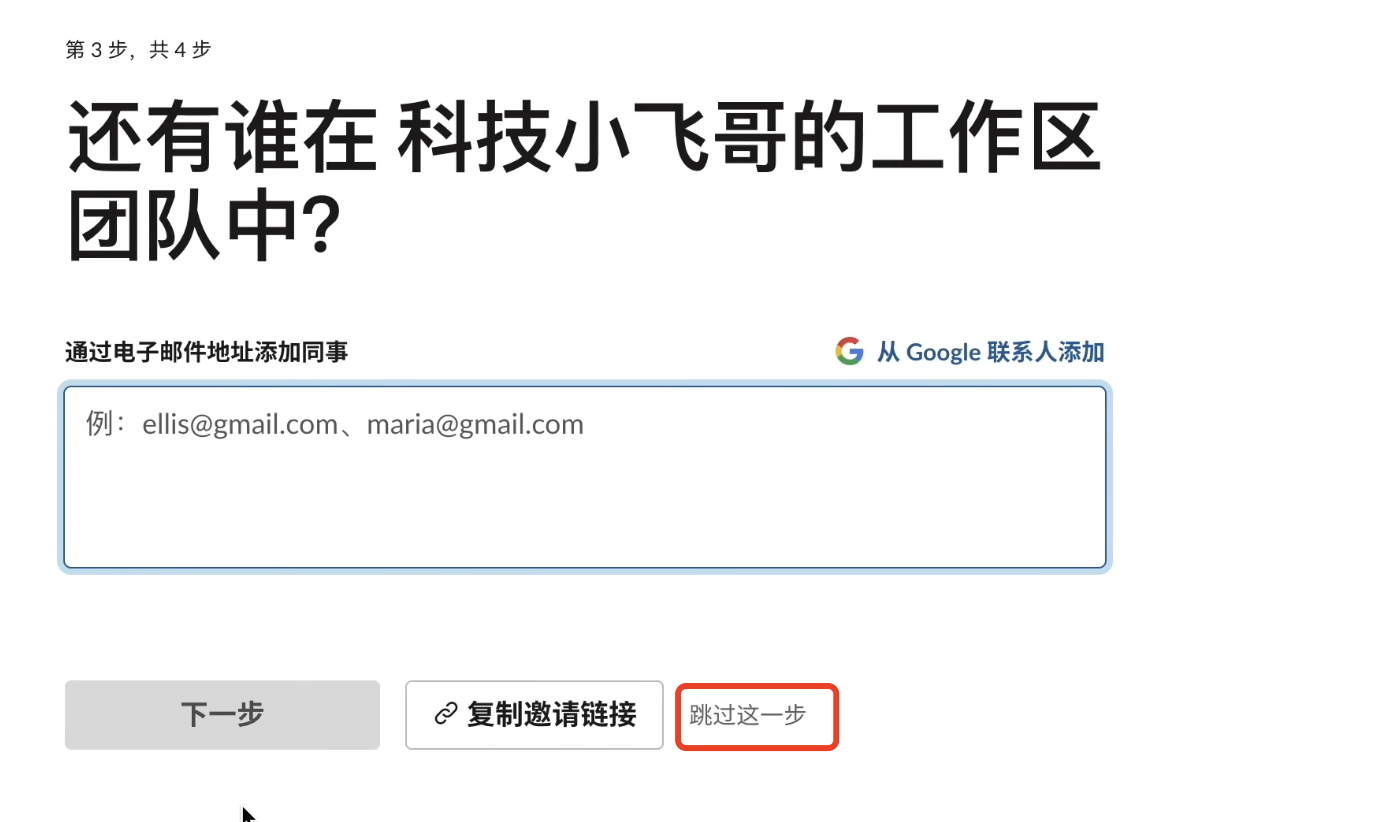 第 3 步，共 4 步
还有谁在 科技小飞哥的工作区
团队中？
通过电子邮件地址添加同事
从 Google 联系人添加
例：ellis@gmail.com、maria@gmail.com
下一步
复制邀请链接
跳过这一步